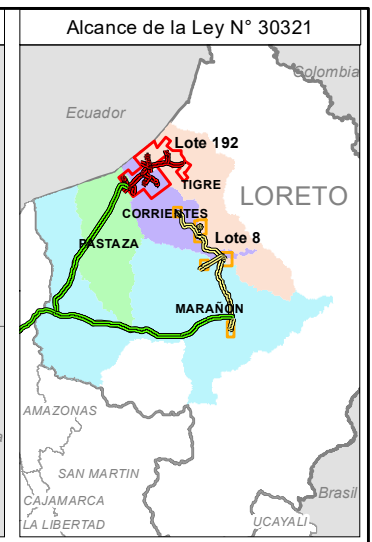 Alcance de la Ley N° 30321
Colombia
Ecuador
Lote 192
TIGRE
LORETO
CORRIENTES
Lote 8
PASTAZA
MARAÑÓN
AMAZONAS
SAN MARTIN
CAJAMARCA
Brasil
LA LIBERTAD
UCAYALI